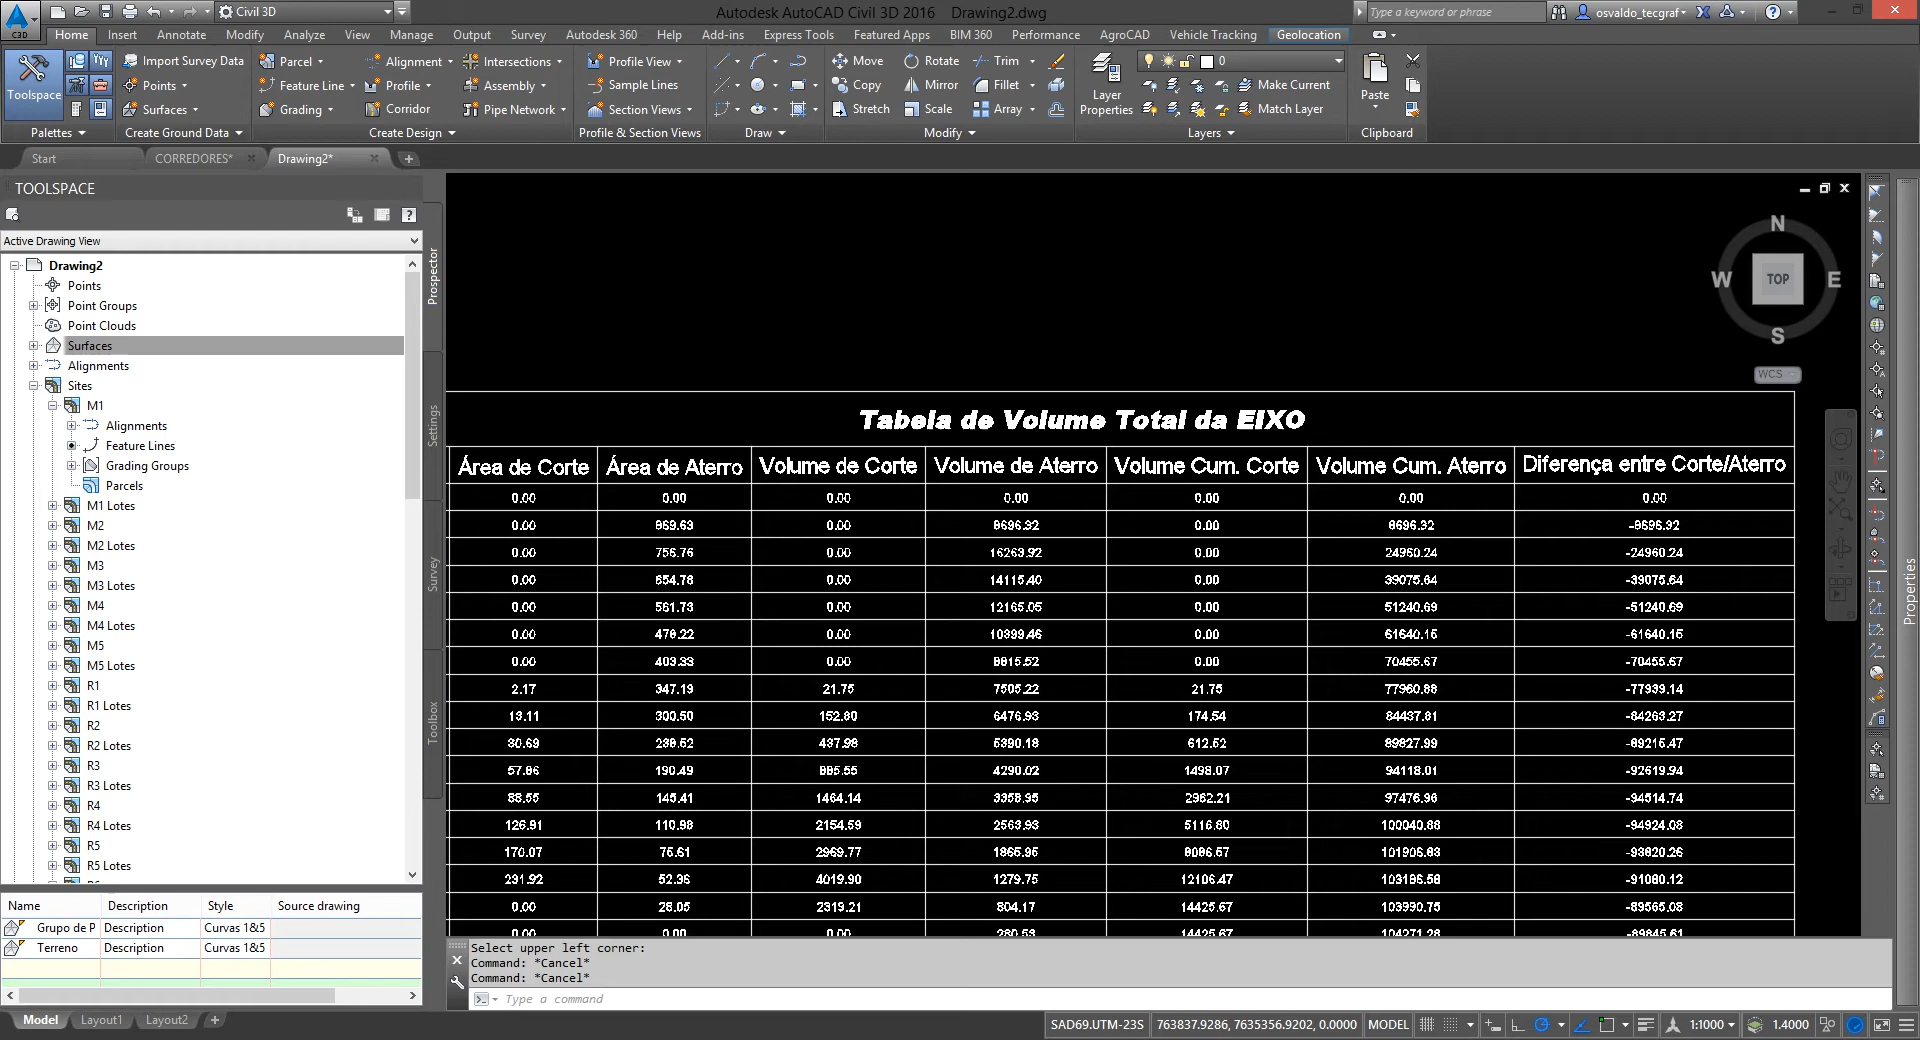 Civil 3D
Autodesk AutoCAD Civil 3D 2016 Drawing2.dwg
Type a keyword or phrase
osvaldo_tecgraf
C3D
Home Insert Annotate Modify Analyze View Manage Output Survey Autodesk 360 Help Add-ins Express Tools Featured Apps BIM 360 Performance AgroCAD Vehicle Tracking Geolocation
Toolspace
Import Survey Data
Points
Surfaces
Parcel
Feature Line
Grading
Alignment
Profile
Corridor
Intersections
Assembly
Pipe Network
Profile View
Sample Lines
Section Views
Move Rotate Trim
Copy Mirror Fillet
Stretch Scale Array
Layer
Properties
0
Make Current
Match Layer
Paste
Palettes Create Ground Data Create Design Profile & Section Views Draw Modify Layers Clipboard
Start CORREDORES* Drawing2*
TOOLSPACE
Active Drawing View
Drawing2
Points
Point Groups
Point Clouds
Surfaces
Alignments
Sites
M1
Alignments
Feature Lines
Grading Groups
Parcels
M1 Lotes
M2
M2 Lotes
M3
M3 Lotes
M4
M4 Lotes
M5
M5 Lotes
R1
R1 Lotes
R2
R2 Lotes
R3
R3 Lotes
R4
R4 Lotes
R5
R5 Lotes
Prospector
Settings
Survey
Toolbox
Name Description Style Source drawing
Grupo de P Description Curvas 1&5
Terreno Description Curvas 1&5
N
W TOP E
S
WCS
Tabela de Volume Total da EIXO
Área de Corte Área de Aterro Volume de Corte Volume de Aterro Volume Cum. Corte Volume Cum. Aterro Diferença entre Corte/Aterro
0.00 0.00 0.00 0.00 0.00 0.00 0.00
0.00 869.63 0.00 8696.32 0.00 8696.32 -8696.32
0.00 756.76 0.00 16263.92 0.00 24960.24 -24960.24
0.00 654.78 0.00 14115.40 0.00 39075.64 -39075.64
0.00 561.73 0.00 12165.05 0.00 51240.69 -51240.69
0.00 478.22 0.00 10399.46 0.00 61640.15 -61640.15
0.00 403.33 0.00 8815.52 0.00 70455.67 -70455.67
2.17 347.19 21.75 7505.22 21.75 77960.88 -77939.14
13.11 300.50 152.80 6476.93 174.54 84437.81 -84263.27
30.69 238.52 437.98 5390.18 612.52 89827.99 -89215.47
57.86 190.49 885.55 4290.02 1498.07 94118.01 -92619.94
88.55 145.41 1464.14 3358.95 2962.21 97476.96 -94514.74
126.91 110.98 2154.59 2563.93 5116.80 100040.88 -94924.08
170.07 75.61 2969.77 1865.95 8086.57 101906.83 -93820.26
231.92 52.36 4019.90 1279.75 12106.47 103186.58 -91080.12
0.00 28.05 2319.21 804.17 14425.67 103990.75 -89565.08
0.00 0.00 0.00 280.53 14425.67 104271.28 -89845.61
Properties
Select upper left corner:
Command: *Cancel*
Command: *Cancel*
Type a command
Model Layout1 Layout2
SAD69.UTM-23S 763837.9286, 7635356.9202, 0.0000 MODEL 1:1000 1.4000